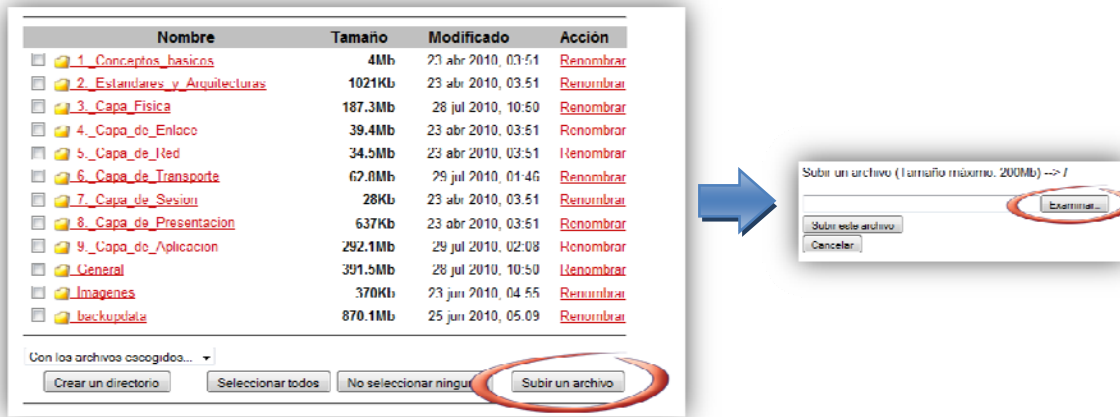 Nombre Tamaño Modificado Acción
1._Conceptos_basicos 4Mb 23 abr 2010, 03:51 Renombrar
2._Estandares_y_Arquitecturas 1021Kb 23 abr 2010, 03:51 Renombrar
3._Capa_Fisica 187.3Mb 28 jul 2010, 10:50 Renombrar
4._Capa_de_Enlace 39.4Mb 23 abr 2010, 03:51 Renombrar
5._Capa_de_Red 34.5Mb 23 abr 2010, 03:51 Renombrar
6._Capa_de_Transporte 62.8Mb 29 jul 2010, 01:46 Renombrar
7._Capa_de_Sesion 28Kb 23 abr 2010, 03:51 Renombrar
8._Capa_de_Presentacion 637Kb 23 abr 2010, 03:51 Renombrar
9._Capa_de_Aplicacion 292.1Mb 29 jul 2010, 02:08 Renombrar
General 391.5Mb 28 jul 2010, 10:50 Renombrar
Imagenes 370Kb 23 jun 2010, 04:55 Renombrar
backupdata 870.1Mb 25 jun 2010, 05:09 Renombrar
Con los archivos escogidos...
Crear un directorio Seleccionar todos No seleccionar ningun Subir un archivo
Subir un archivo (Tamaño máximo: 200Mb) --> /
Examinar...
Subir este archivo
Cancelar